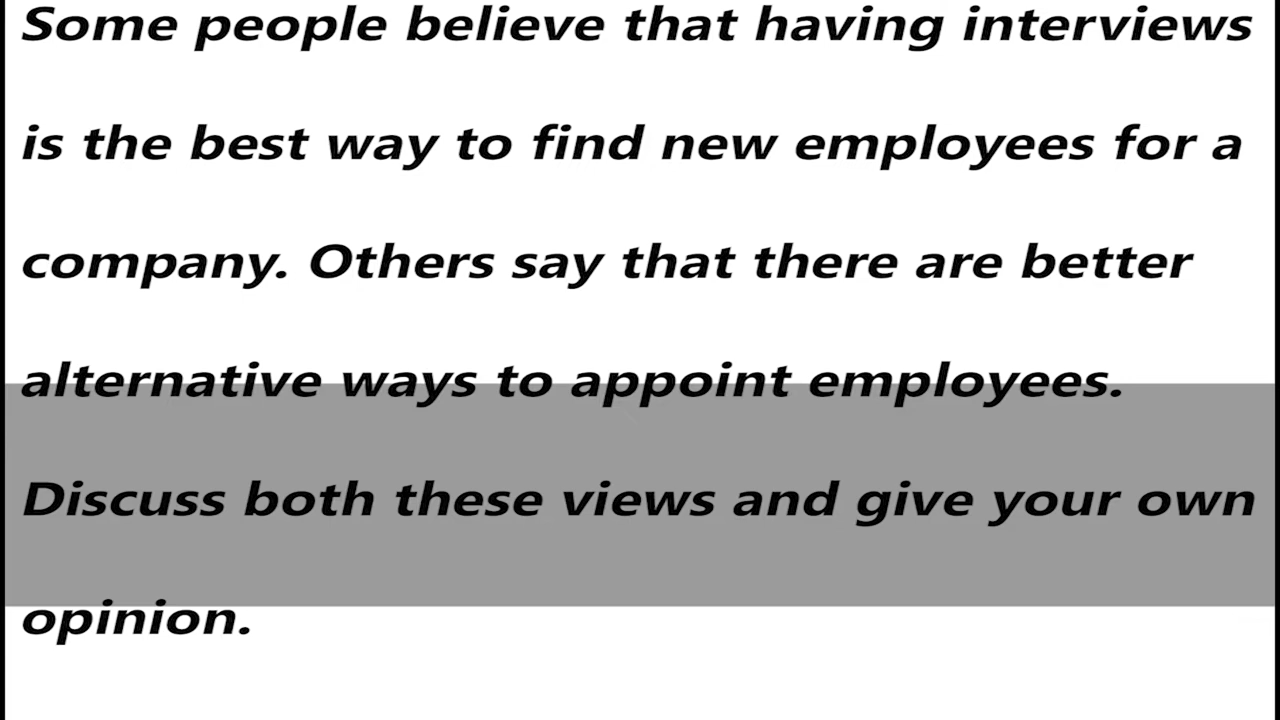 Some people believe that having interviews
is the best way to find new employees for a
company. Others say that there are better
alternative ways to appoint employees.
Discuss both these views and give your own
opinion.